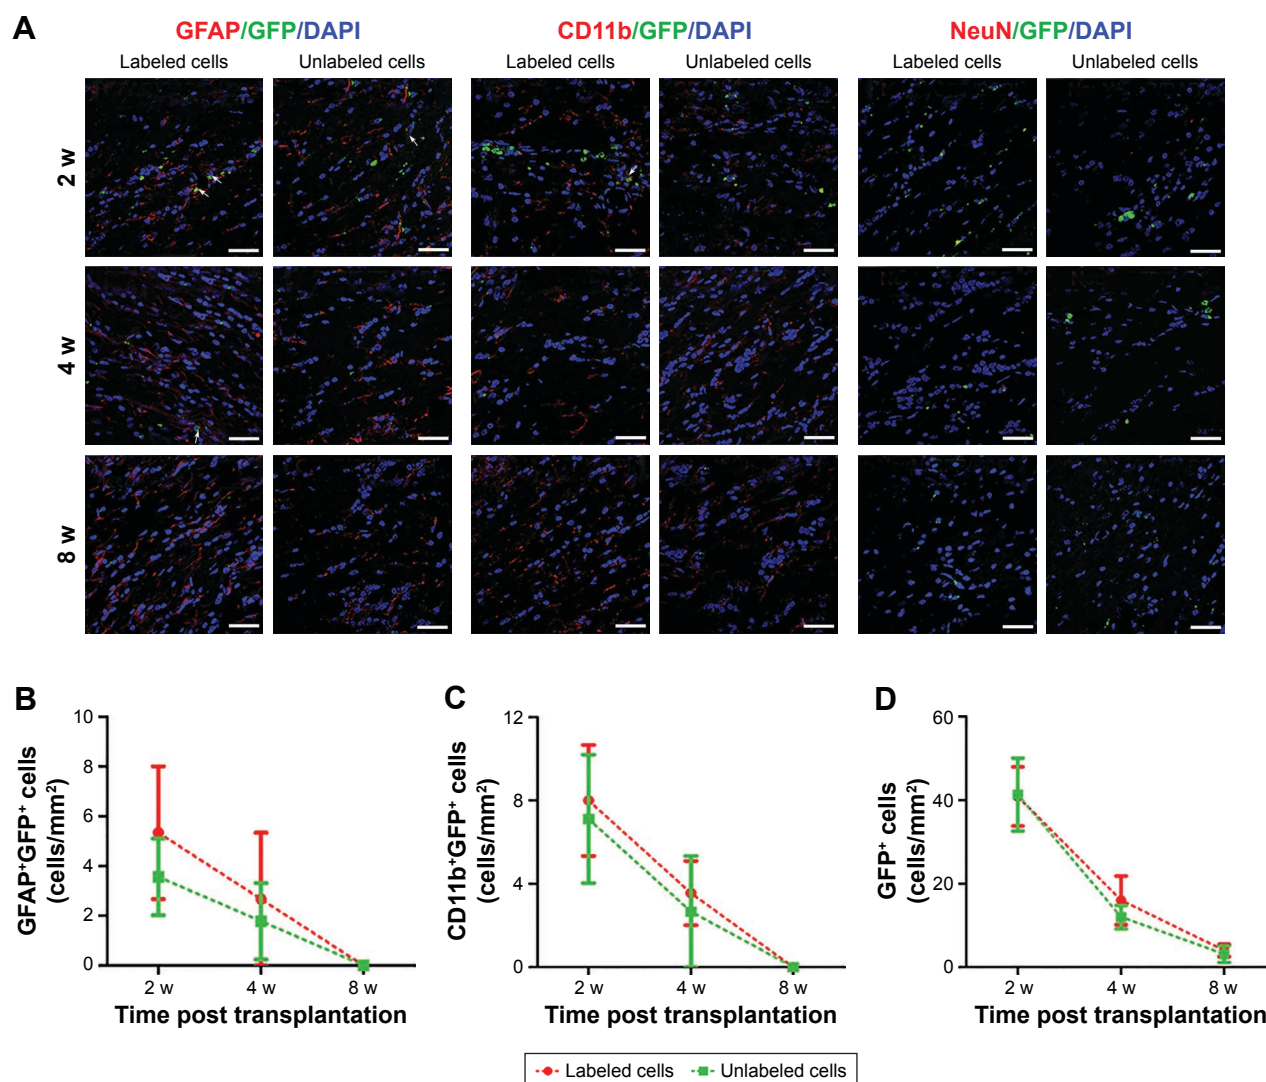 A
GFAP/GFP/DAPI
CD11b/GFP/DAPI
NeuN/GFP/DAPI
Labeled cells
Unlabeled cells
Labeled cells
Unlabeled cells
Labeled cells
Unlabeled cells
2 w
4 w
8 w
B
GFAP⁺GFP⁺ cells
(cells/mm²)
10
8
6
4
2
0
2 w
4 w
8 w
Time post transplantation
C
CD11b⁺GFP⁺ cells
(cells/mm²)
12
8
4
0
2 w
4 w
8 w
Time post transplantation
D
GFP⁺ cells
(cells/mm²)
60
40
20
0
2 w
4 w
8 w
Time post transplantation
Labeled cells
Unlabeled cells